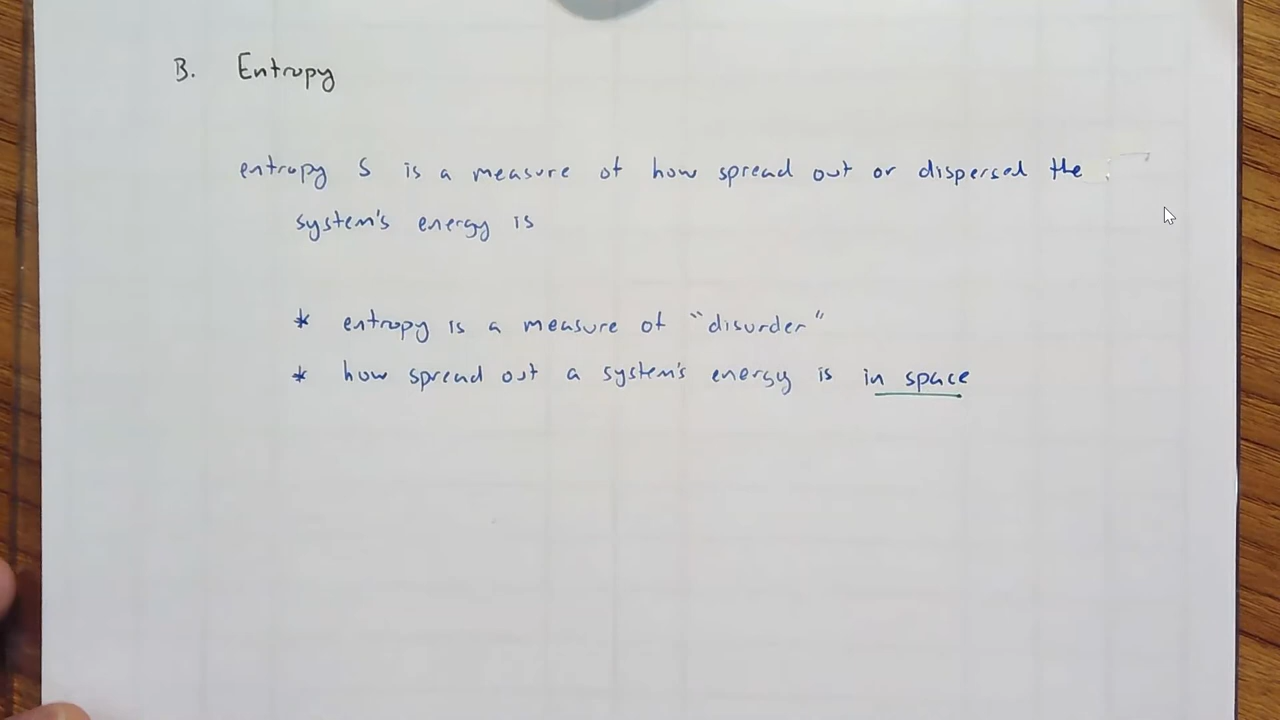 B. Entropy
entropy S is a measure of how spread out or dispersed the
system's energy is
* entropy is a measure of "disorder"
* how spread out a system's energy is in space